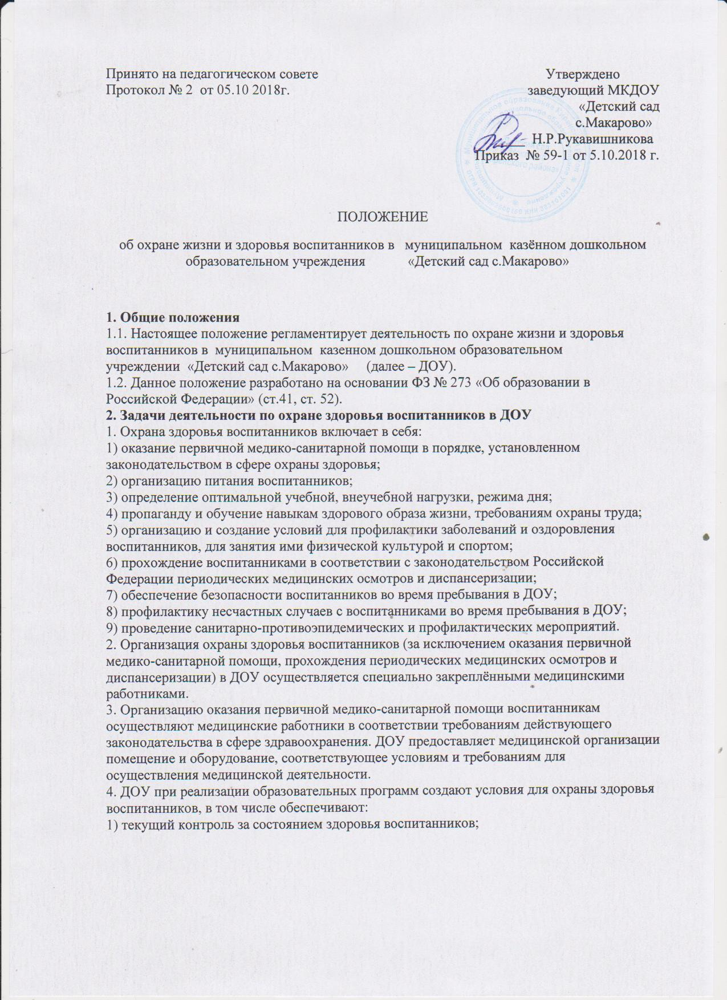 Принято на педагогическом совете
Протокол № 2 от 05.10 2018г.
Утверждено
заведующий МКДОУ
«Детский сад
с.Макарово»
Н.Р.Рукавишникова
Приказ № 59-1 от 5.10.2018 г.
ПОЛОЖЕНИЕ
об охране жизни и здоровья воспитанников в муниципальном казённом дошкольном
образовательном учреждения «Детский сад с.Макарово»
1. Общие положения
1.1. Настоящее положение регламентирует деятельность по охране жизни и здоровья
воспитанников в муниципальном казенном дошкольном образовательном
учреждении «Детский сад с.Макарово» (далее – ДОУ).
1.2. Данное положение разработано на основании ФЗ № 273 «Об образовании в
Российской Федерации» (ст.41, ст. 52).
2. Задачи деятельности по охране здоровья воспитанников в ДОУ
1. Охрана здоровья воспитанников включает в себя:
1) оказание первичной медико-санитарной помощи в порядке, установленном
законодательством в сфере охраны здоровья;
2) организацию питания воспитанников;
3) определение оптимальной учебной, внеучебной нагрузки, режима дня;
4) пропаганду и обучение навыкам здорового образа жизни, требованиям охраны труда;
5) организацию и создание условий для профилактики заболеваний и оздоровления
воспитанников, для занятия ими физической культурой и спортом;
6) прохождение воспитанниками в соответствии с законодательством Российской
Федерации периодических медицинских осмотров и диспансеризации;
7) обеспечение безопасности воспитанников во время пребывания в ДОУ;
8) профилактику несчастных случаев с воспитанниками во время пребывания в ДОУ;
9) проведение санитарно-противоэпидемических и профилактических мероприятий.
2. Организация охраны здоровья воспитанников (за исключением оказания первичной
медико-санитарной помощи, прохождения периодических медицинских осмотров и
диспансеризации) в ДОУ осуществляется специально закреплёнными медицинскими
работниками.
3. Организацию оказания первичной медико-санитарной помощи воспитанникам
осуществляют медицинские работники в соответствии требованиям действующего
законодательства в сфере здравоохранения. ДОУ предоставляет медицинской организации
помещение и оборудование, соответствующее условиям и требованиям для
осуществления медицинской деятельности.
4. ДОУ при реализации образовательных программ создают условия для охраны здоровья
воспитанников, в том числе обеспечивают:
1) текущий контроль за состоянием здоровья воспитанников;